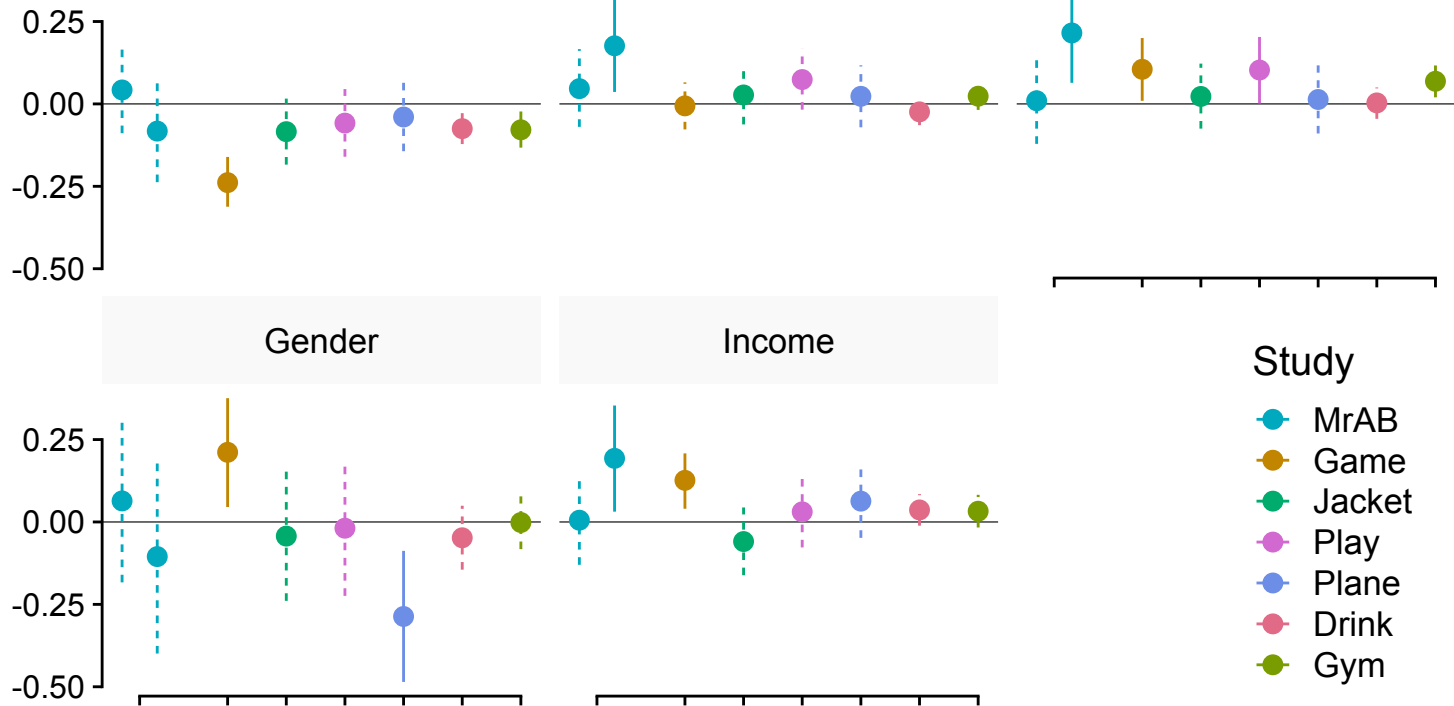 0.25
0.00
-0.25
-0.50
Gender
Income
0.25
0.00
-0.25
-0.50
Study
MrAB
Game
Jacket
Play
Plane
Drink
Gym